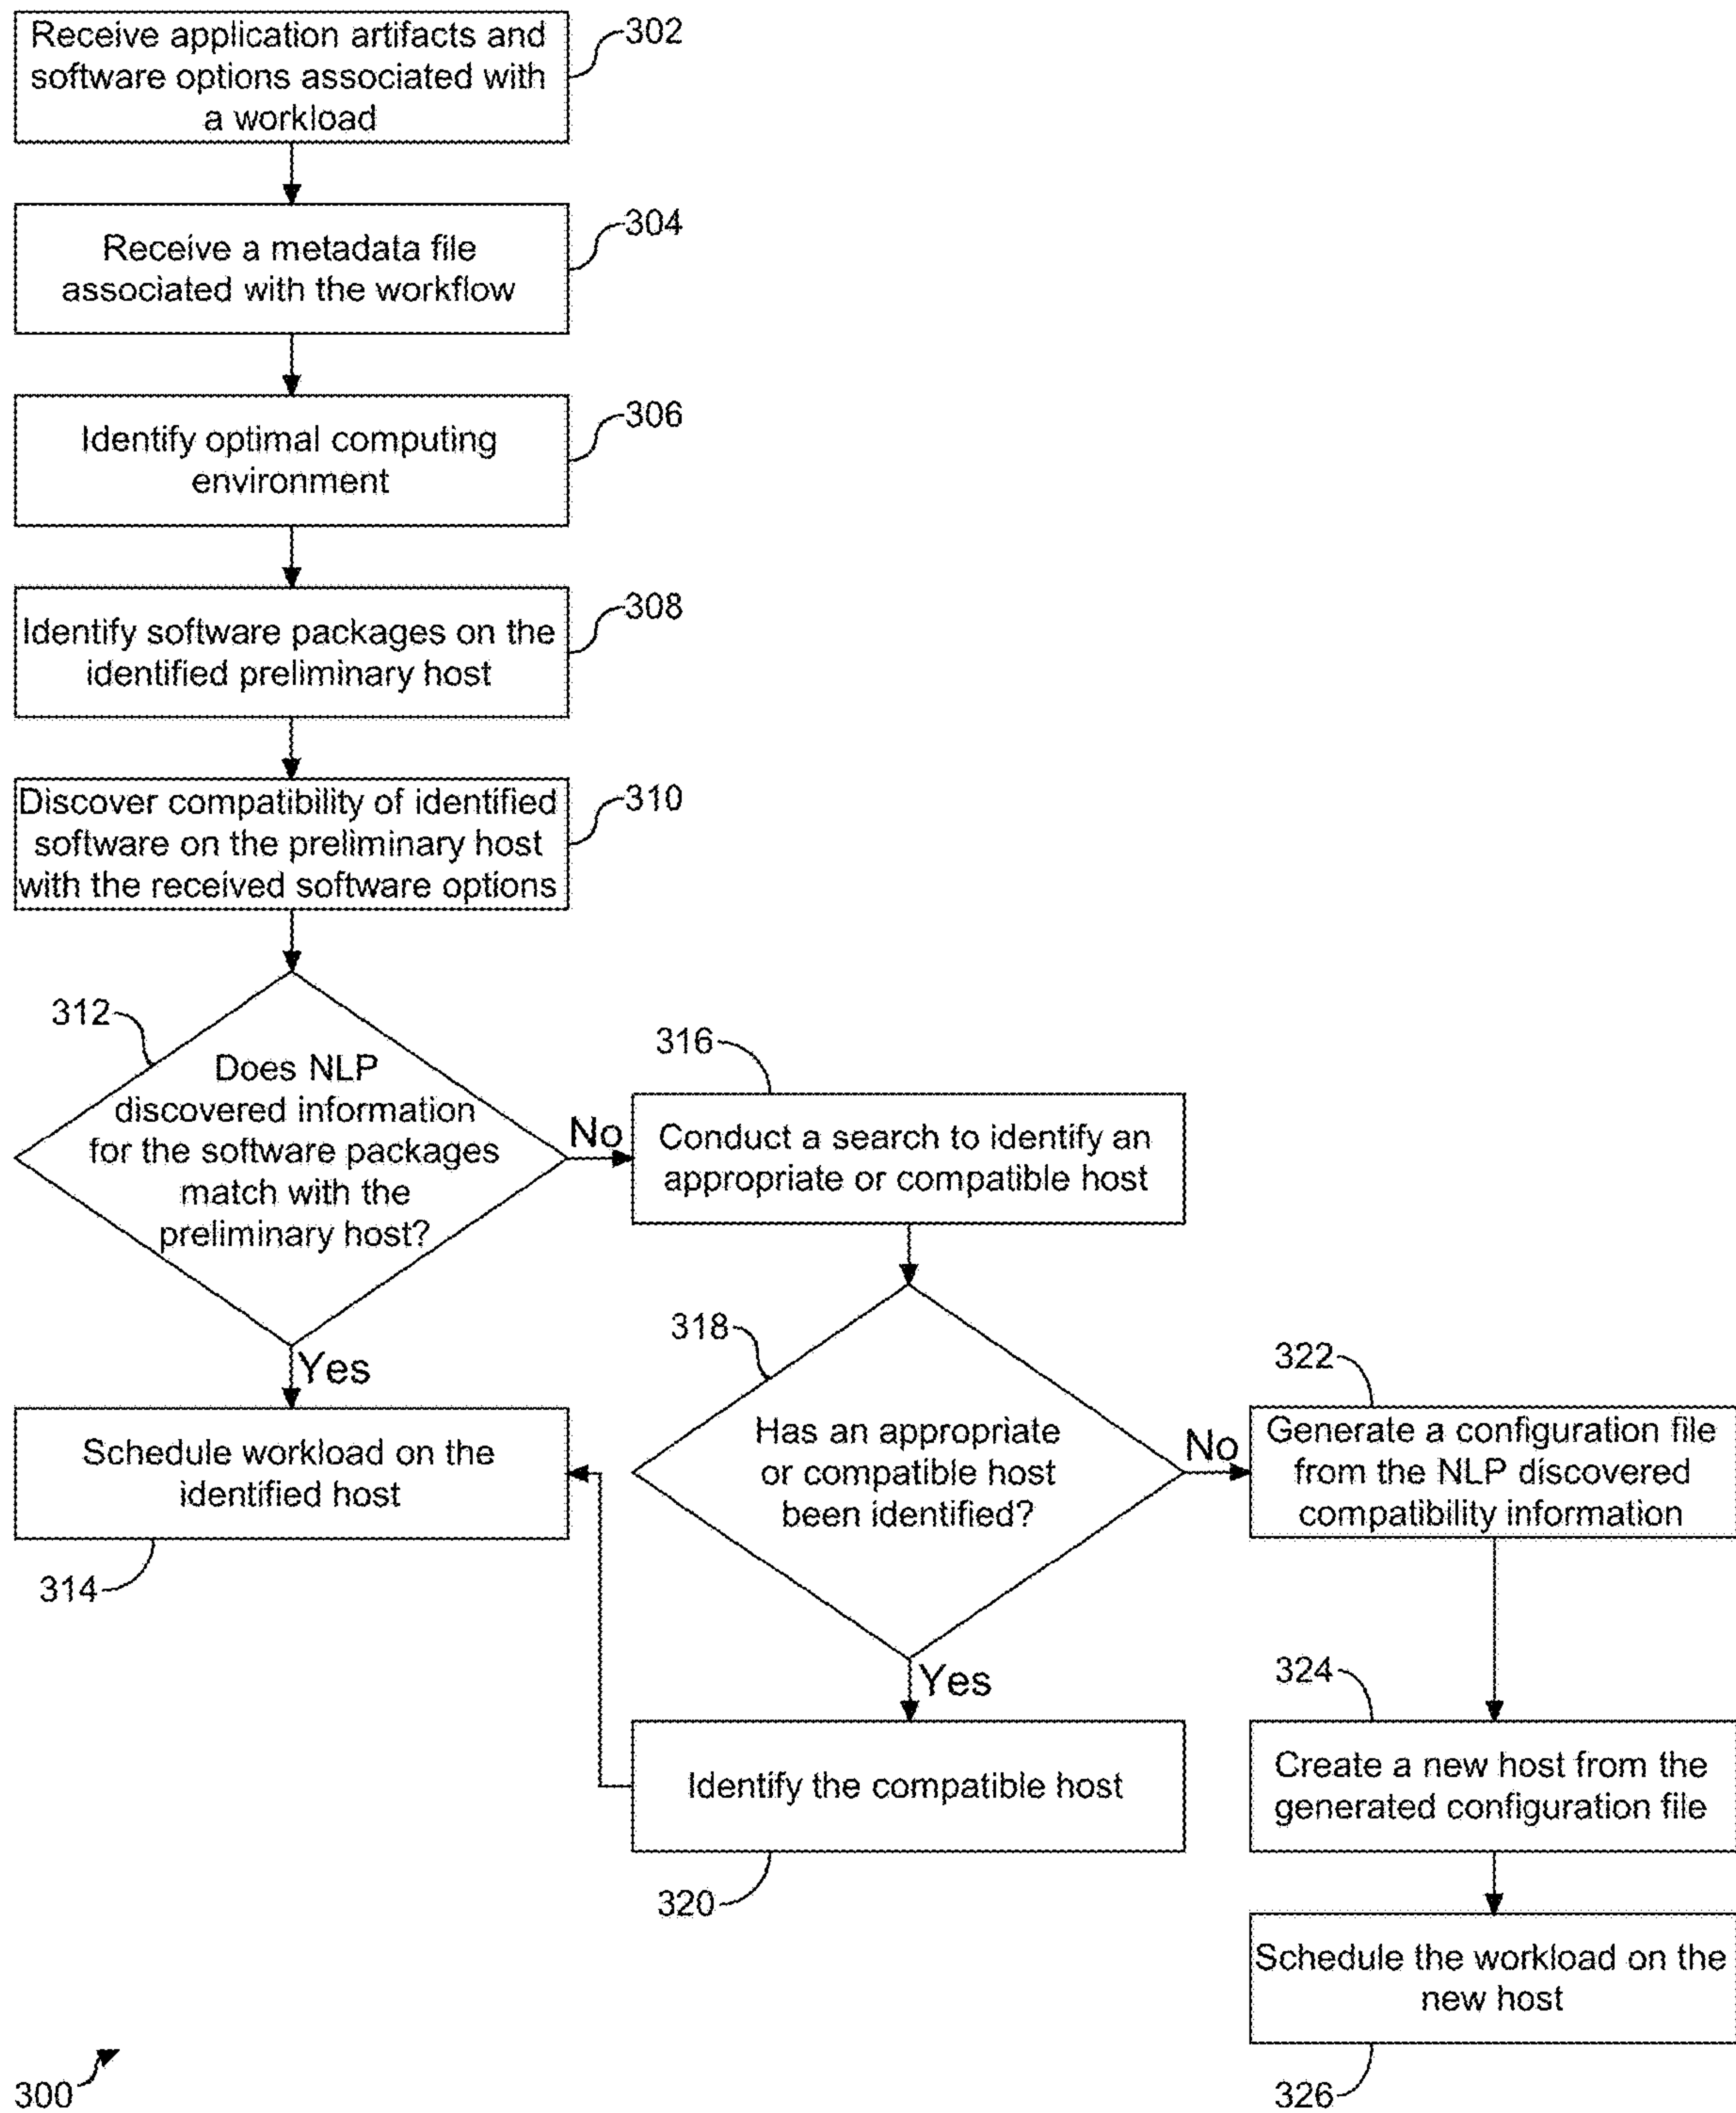 Receive application artifacts and
software options associated with
a workload
302
Receive a metadata file
associated with the workflow
304
Identify optimal computing
environment
306
Identify software packages on the
identified preliminary host
308
Discover compatibility of identified
software on the preliminary host
with the received software options
310
312
Does NLP
discovered information
for the software packages
match with the
preliminary host?
No
Yes
316
Conduct a search to identify an
appropriate or compatible host
Schedule workload on the
identified host
314
318
Has an appropriate
or compatible host
been identified?
No
Yes
322
Generate a configuration file
from the NLP discovered
compatibility information
Identify the compatible host
320
324
Create a new host from the
generated configuration file
Schedule the workload on the
new host
326
300